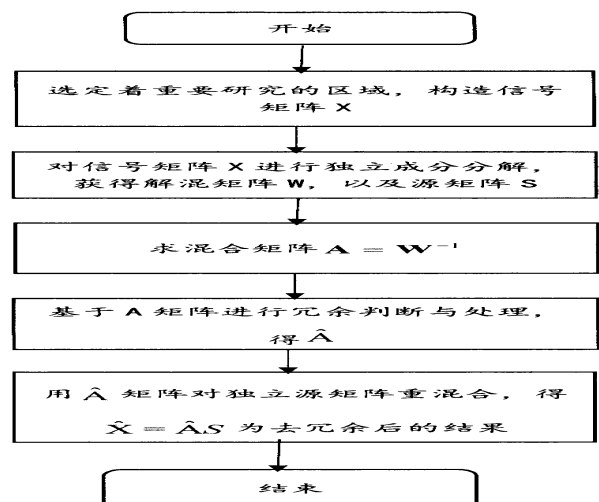 开始
选定着重要研究的区域，构造信号
矩阵 X
对信号矩阵 X 进行独立成分分解，
获得解混矩阵 W，以及源矩阵 S
求混合矩阵 A = W⁻¹
基于 A 矩阵进行冗余判断与处理，
得 Â
用 Â 矩阵对独立源矩阵重混合，得
X̂ = ÂS 为去冗余后的结果
结束